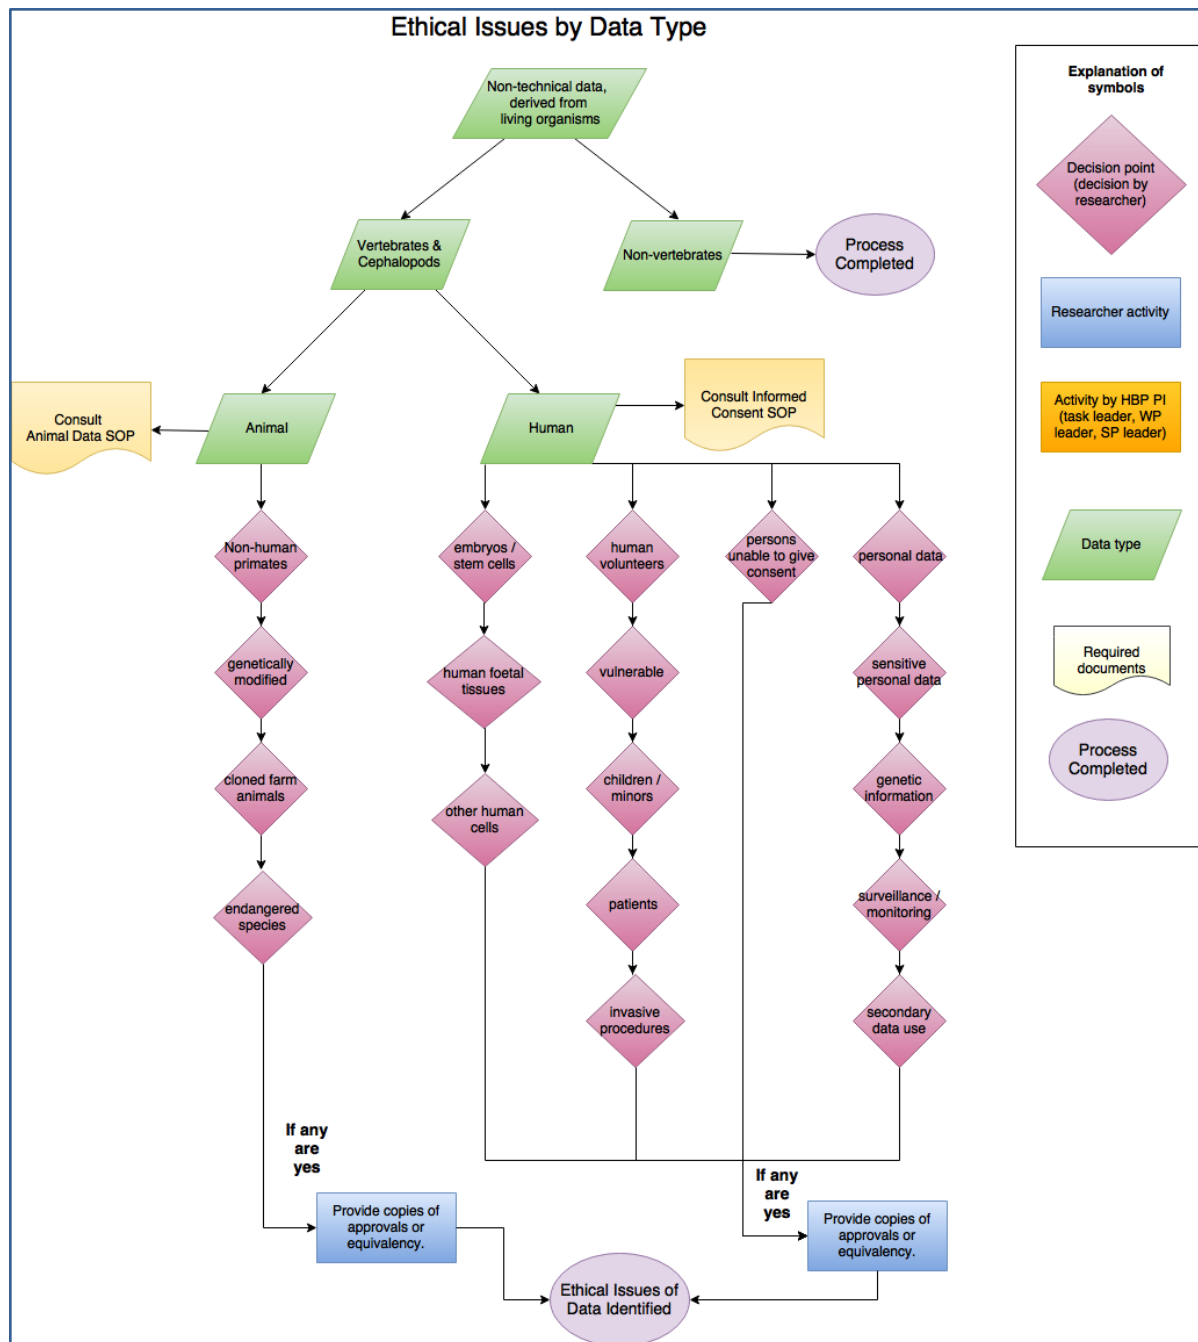 Ethical Issues by Data Type
Non-technical data,
derived from
living organisms
Vertebrates &
Cephalopods
Non-vertebrates
Process
Completed
Consult
Animal Data SOP
Animal
Human
Consult Informed
Consent SOP
Non-human
primates
genetically
modified
cloned farm
animals
endangered
species
embryos /
stem cells
human foetal
tissues
other human
cells
human
volunteers
vulnerable
children /
minors
patients
invasive
procedures
persons
unable to give
consent
personal data
sensitive
personal data
genetic
information
surveillance /
monitoring
secondary
data use
If any
are
yes
Provide copies of
approvals or
equivalency.
If any
are
yes
Provide copies of
approvals or
equivalency.
Ethical Issues of
Data Identified
Explanation of
symbols
Decision point
(decision by
researcher)
Researcher activity
Activity by HBP PI
(task leader, WP
leader, SP leader)
Data type
Required
documents
Process
Completed